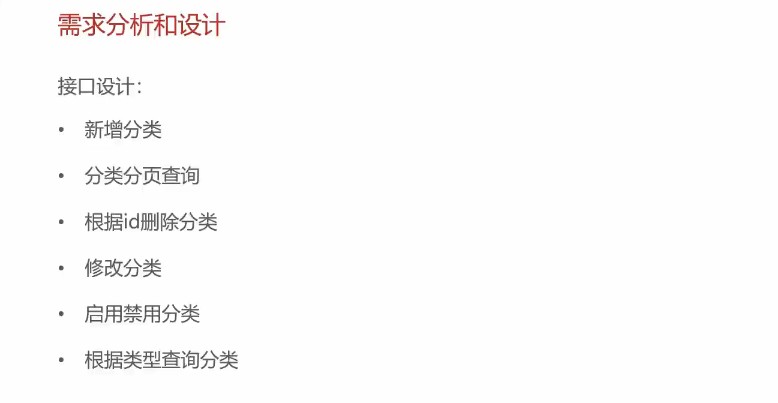 需求分析和设计
接口设计：
• 新增分类
• 分类分页查询
• 根据id删除分类
• 修改分类
• 启用禁用分类
• 根据类型查询分类